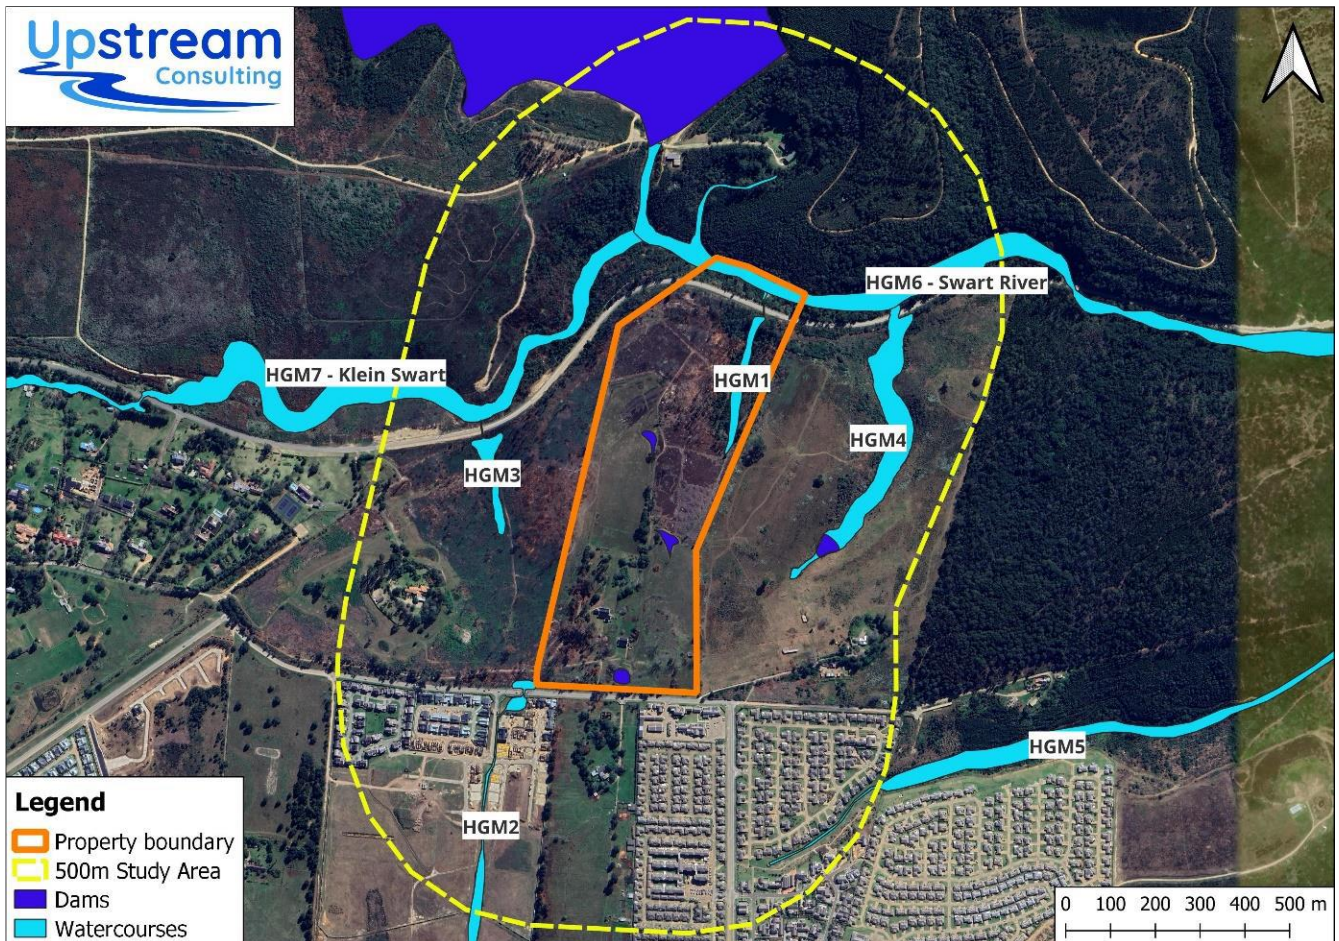 Upstream
Consulting
HGM6 - Swart River
HGM7 - Klein Swart
HGM1
HGM4
HGM3
HGM5
HGM2
Legend
Property boundary
500m Study Area
Dams
Watercourses
0 100 200 300 400 500 m